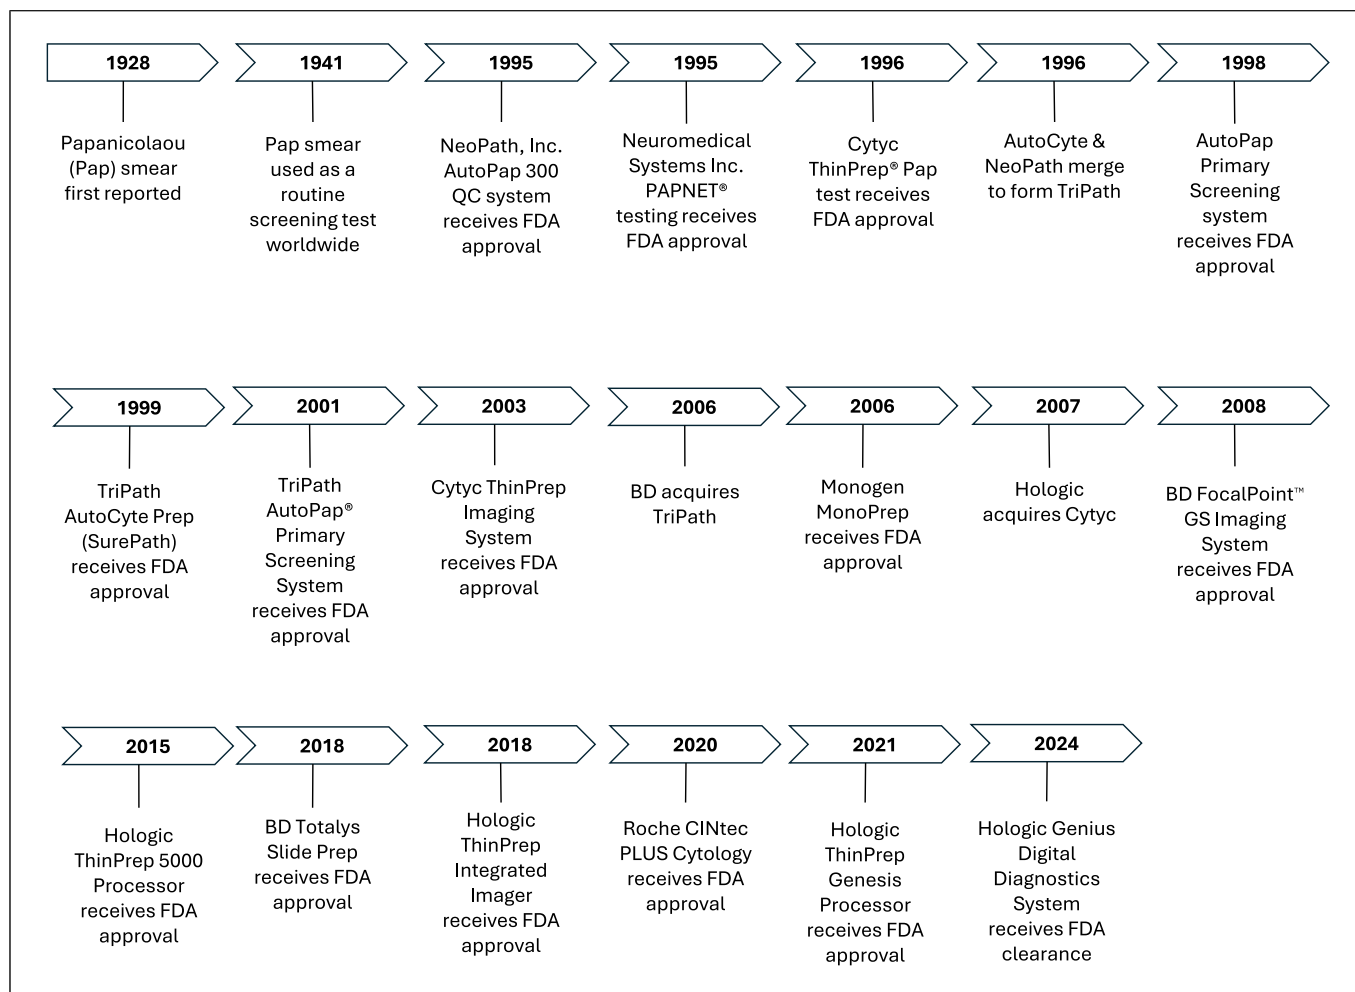 1928
Papanicolaou
(Pap) smear
first reported
1941
Pap smear
used as a
routine
screening test
worldwide
1995
NeoPath, Inc.
AutoPap 300
QC system
receives FDA
approval
1995
Neuromedical
Systems Inc.
PAPNET®
testing receives
FDA approval
1996
Cytyc
ThinPrep® Pap
test receives
FDA approval
1996
AutoCyte &
NeoPath merge
to form TriPath
1998
AutoPap
Primary
Screening
system
receives FDA
approval
1999
TriPath
AutoCyte Prep
(SurePath)
receives FDA
approval
2001
TriPath
AutoPap®
Primary
Screening
System
receives FDA
approval
2003
Cytyc ThinPrep
Imaging
System
receives FDA
approval
2006
BD acquires
TriPath
2006
Monogen
MonoPrep
receives FDA
approval
2007
Hologic
acquires Cytyc
2008
BD FocalPoint™
GS Imaging
System
receives FDA
approval
2015
Hologic
ThinPrep 5000
Processor
receives FDA
approval
2018
BD Totalys
Slide Prep
receives FDA
approval
2018
Hologic
ThinPrep
Integrated
Imager
receives FDA
approval
2020
Roche CINtec
PLUS Cytology
receives FDA
approval
2021
Hologic
ThinPrep
Genesis
Processor
receives FDA
approval
2024
Hologic Genius
Digital
Diagnostics
System
receives FDA
clearance